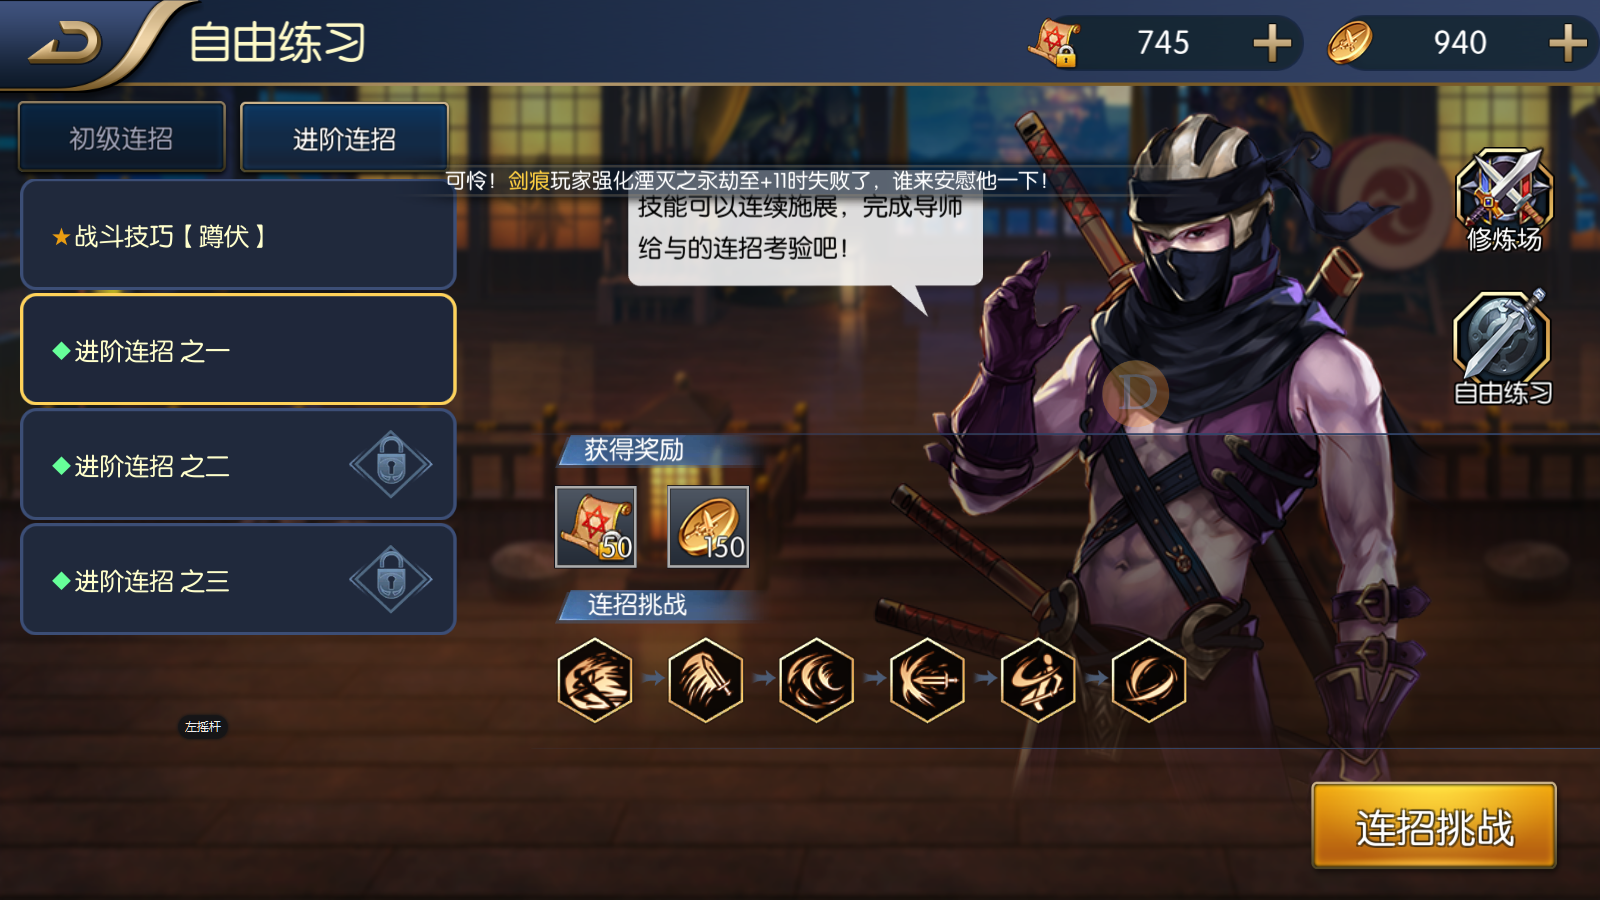 自由练习
745
940
初级连招
进阶连招
可怜！剑痕玩家强化湮灭之永劫至+11时失败了，谁来安慰他一下！
技能可以连续施展，完成导师
给与的连招考验吧！
★战斗技巧【蹲伏】
◆进阶连招 之一
◆进阶连招 之二
◆进阶连招 之三
修炼场
自由练习
D
获得奖励
50
150
连招挑战
左摇杆
连招挑战